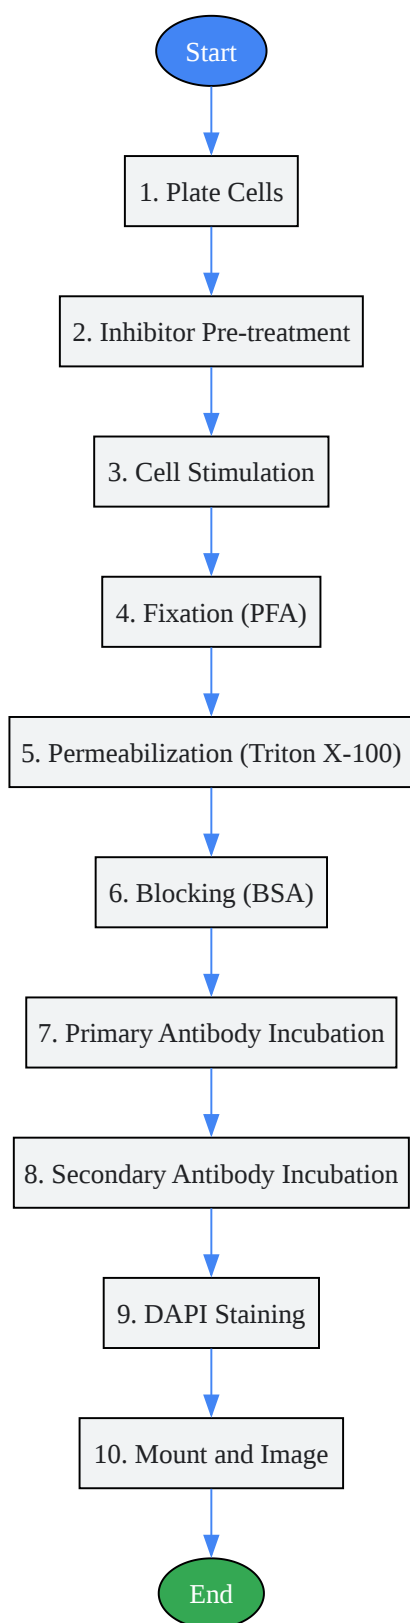 Start
1. Plate Cells
2. Inhibitor Pre-treatment
3. Cell Stimulation
4. Fixation (PFA)
5. Permeabilization (Triton X-100)
6. Blocking (BSA)
7. Primary Antibody Incubation
8. Secondary Antibody Incubation
9. DAPI Staining
10. Mount and Image
End